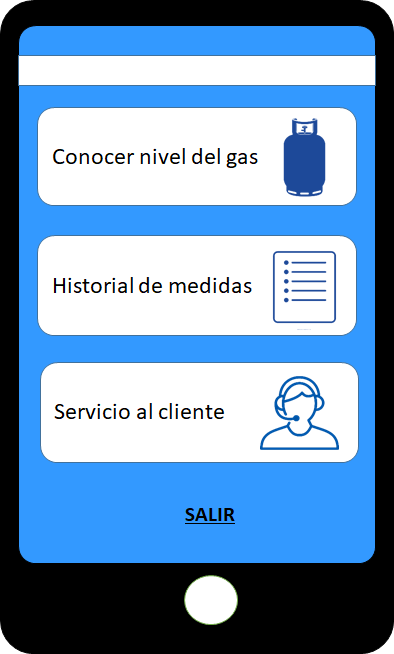 Conocer nivel del gas
Historial de medidas
Servicio al cliente
SALIR